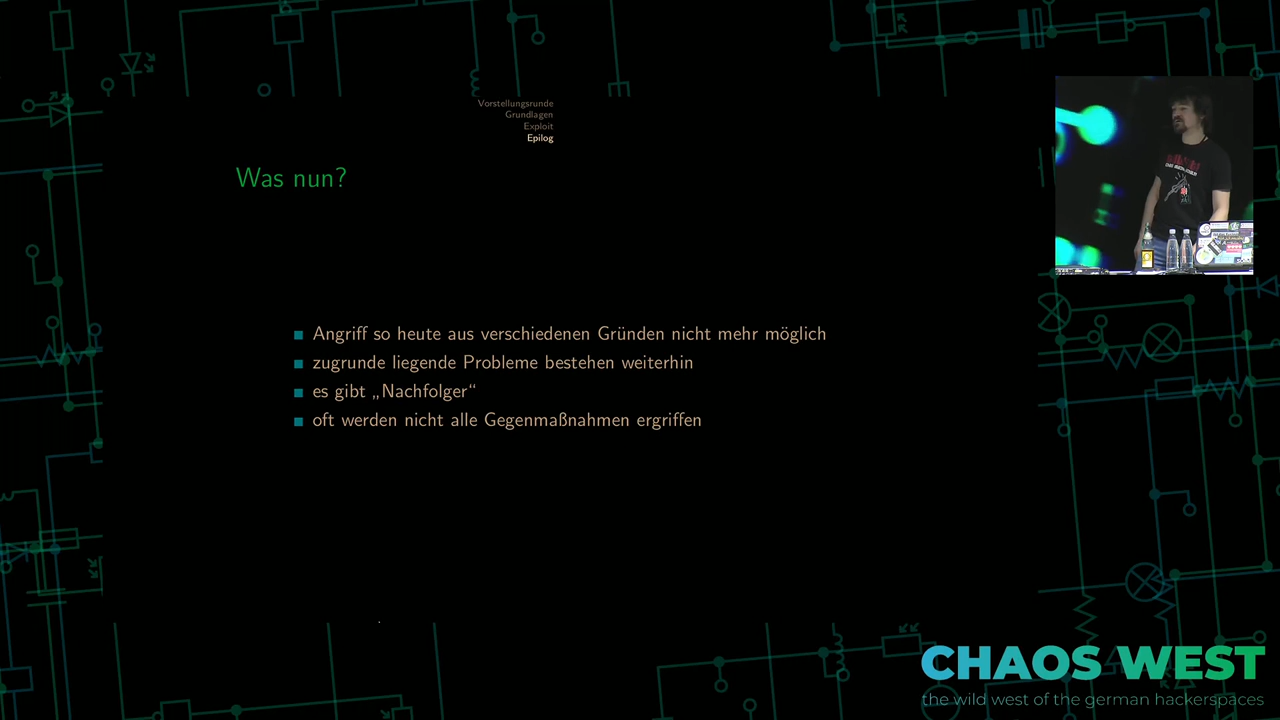 Vorstellungsrunde
Grundlagen
Exploit
Epilog
Was nun?
Angriff so heute aus verschiedenen Gründen nicht mehr möglich
zugrunde liegende Probleme bestehen weiterhin
es gibt „Nachfolger“
oft werden nicht alle Gegenmaßnahmen ergriffen
CHAOS WEST
the wild west of the german hackerspaces